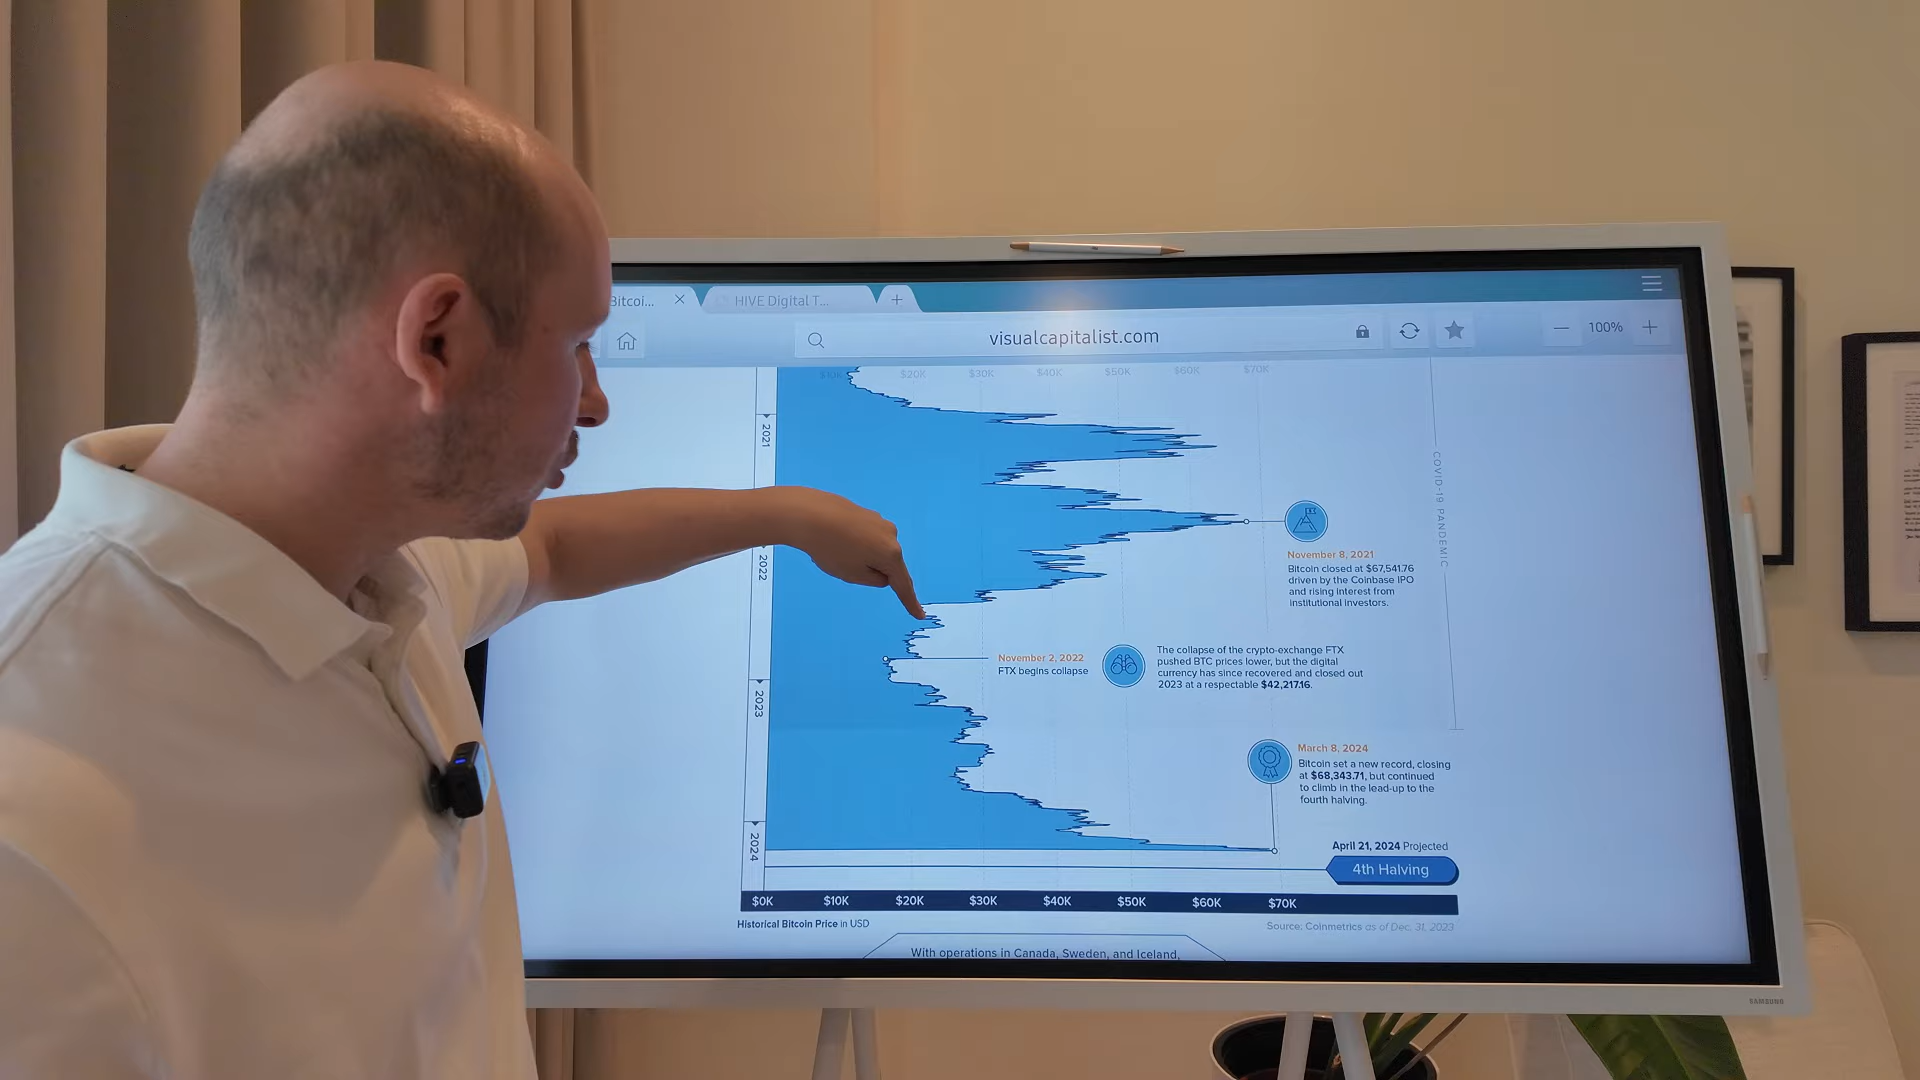 Bitcoi...
HIVE Digital T...
visualcapitalist.com
100%
$10K $20K $30K $40K $50K $60K $70K
2021
COVID-19 PANDEMIC
November 8, 2021
Bitcoin closed at $67,541.76
driven by the Coinbase IPO
and rising interest from
institutional investors.
2022
November 2, 2022
FTX begins collapse
The collapse of the crypto-exchange FTX
pushed BTC prices lower, but the digital
currency has since recovered and closed out
2023 at a respectable $42,217.16.
2023
March 8, 2024
Bitcoin set a new record, closing
at $68,343.71, but continued
to climb in the lead-up to the
fourth halving.
2024
April 21, 2024 Projected
4th Halving
$0K $10K $20K $30K $40K $50K $60K $70K
Historical Bitcoin Price in USD
Source: Coinmetrics as of Dec. 31, 2023
With operations in Canada, Sweden, and Iceland,
SAMSUNG